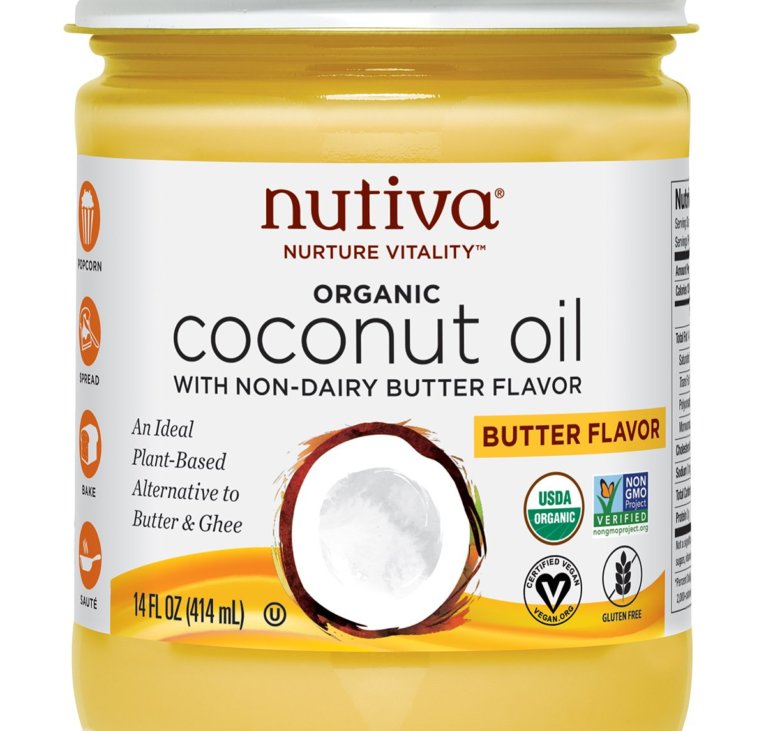 nutiva®
NURTURE VITALITY™
ORGANIC
coconut oil
WITH NON-DAIRY BUTTER FLAVOR
BUTTER FLAVOR
An Ideal
Plant-Based
Alternative to
Butter & Ghee
POPCORN
SPREAD
BAKE
SAUTÉ
USDA
ORGANIC
NON
GMO
Project
VERIFIED
nongmoproject.org
CERTIFIED VEGAN
VEGAN.ORG
GLUTEN FREE
14 FL OZ (414 mL)
U